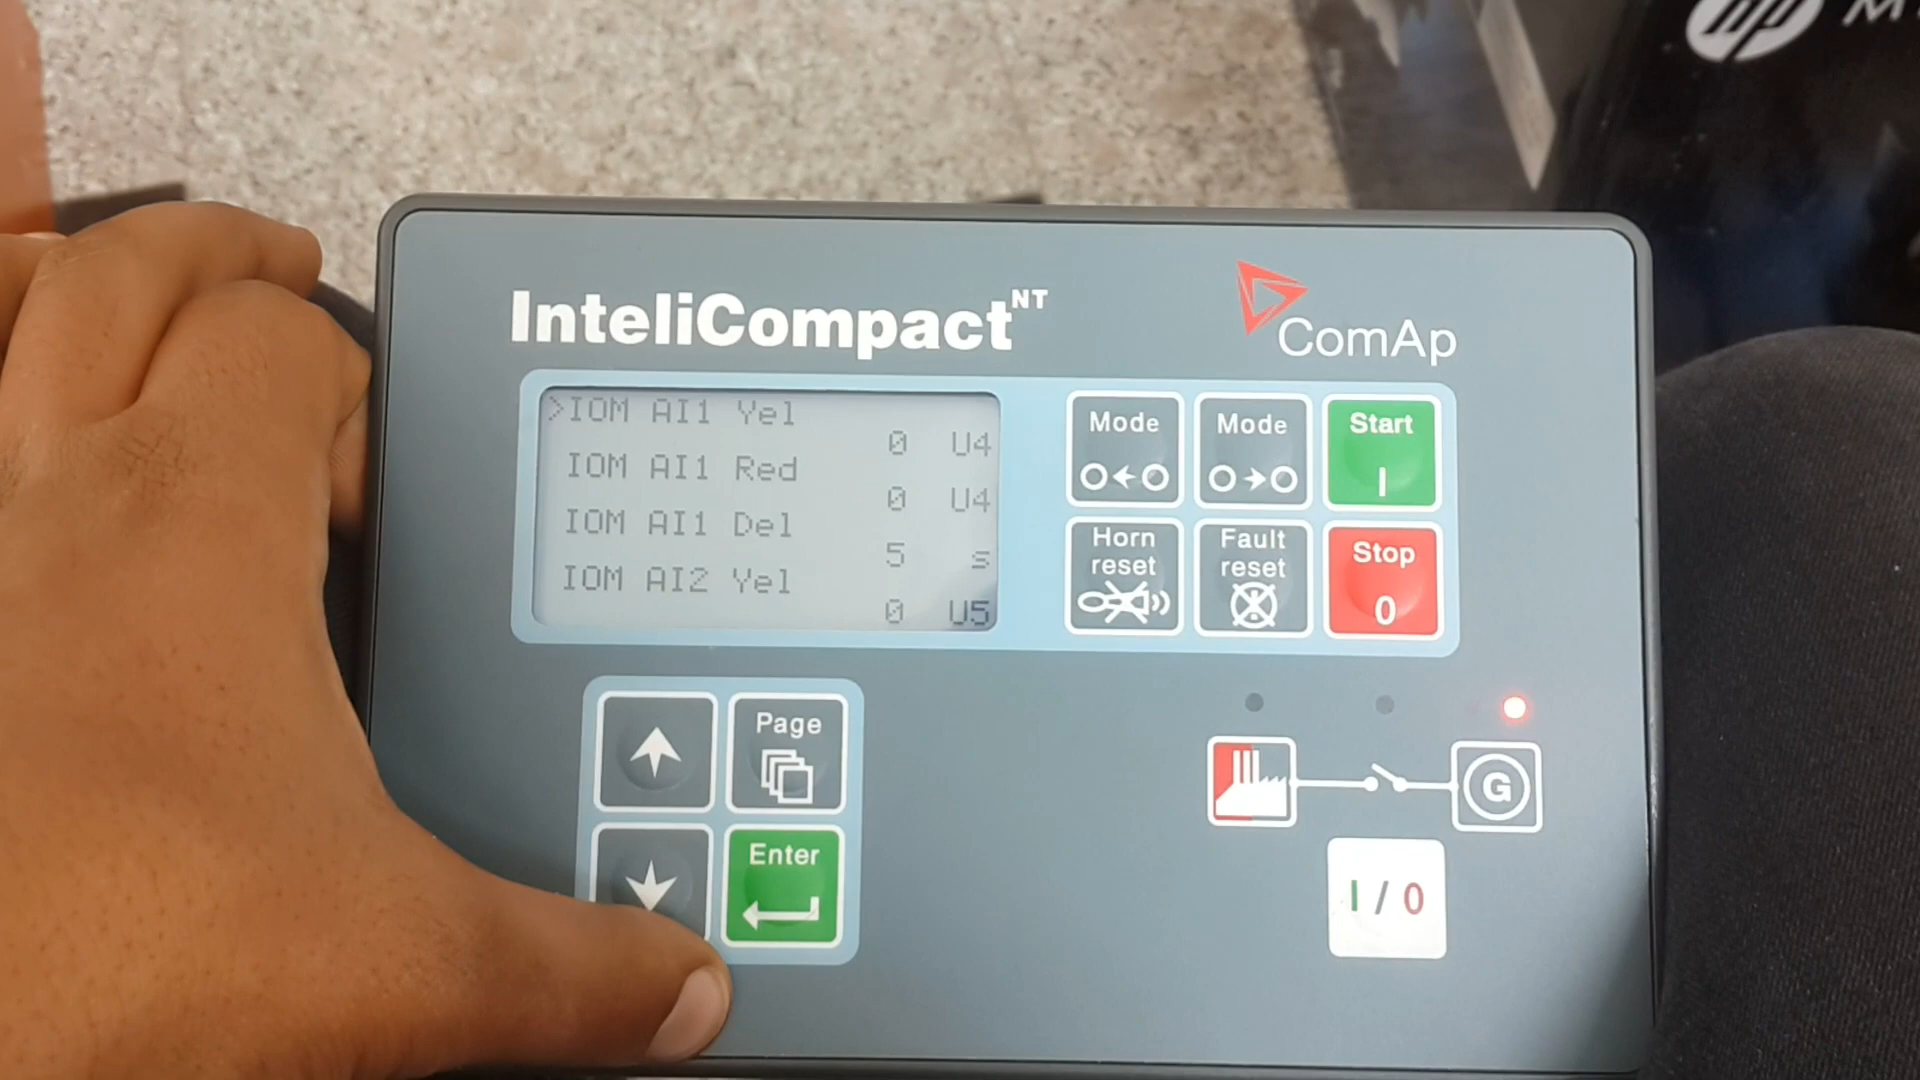 InteliCompact NT
ComAp
>IOM AI1 Yel
0 U4
IOM AI1 Red
0 U4
IOM AI1 Del
5 s
IOM AI2 Yel
0 U5
Mode
Mode
Start
I
Horn
reset
Fault
reset
Stop
0
Page
Enter
G
I / 0
hp